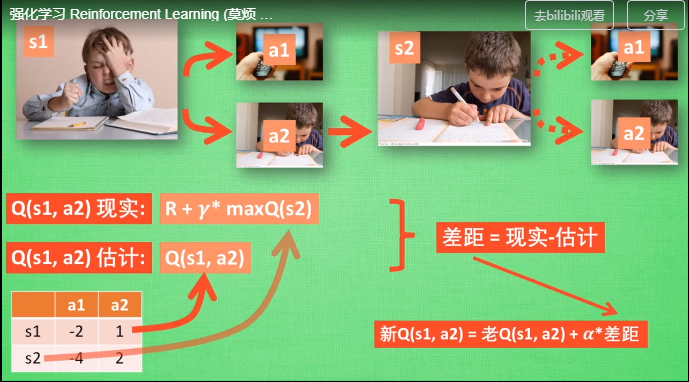 强化学习 Reinforcement Learning (莫烦 ...
去bilibili观看
分享
s1
a1
a2
s2
a1
a2
Q(s1, a2) 现实:
R + γ* maxQ(s2)
Q(s1, a2) 估计:
Q(s1, a2)
差距 = 现实-估计
a1 a2
s1 -2 1
s2 -4 2
新Q(s1, a2) = 老Q(s1, a2) + α*差距